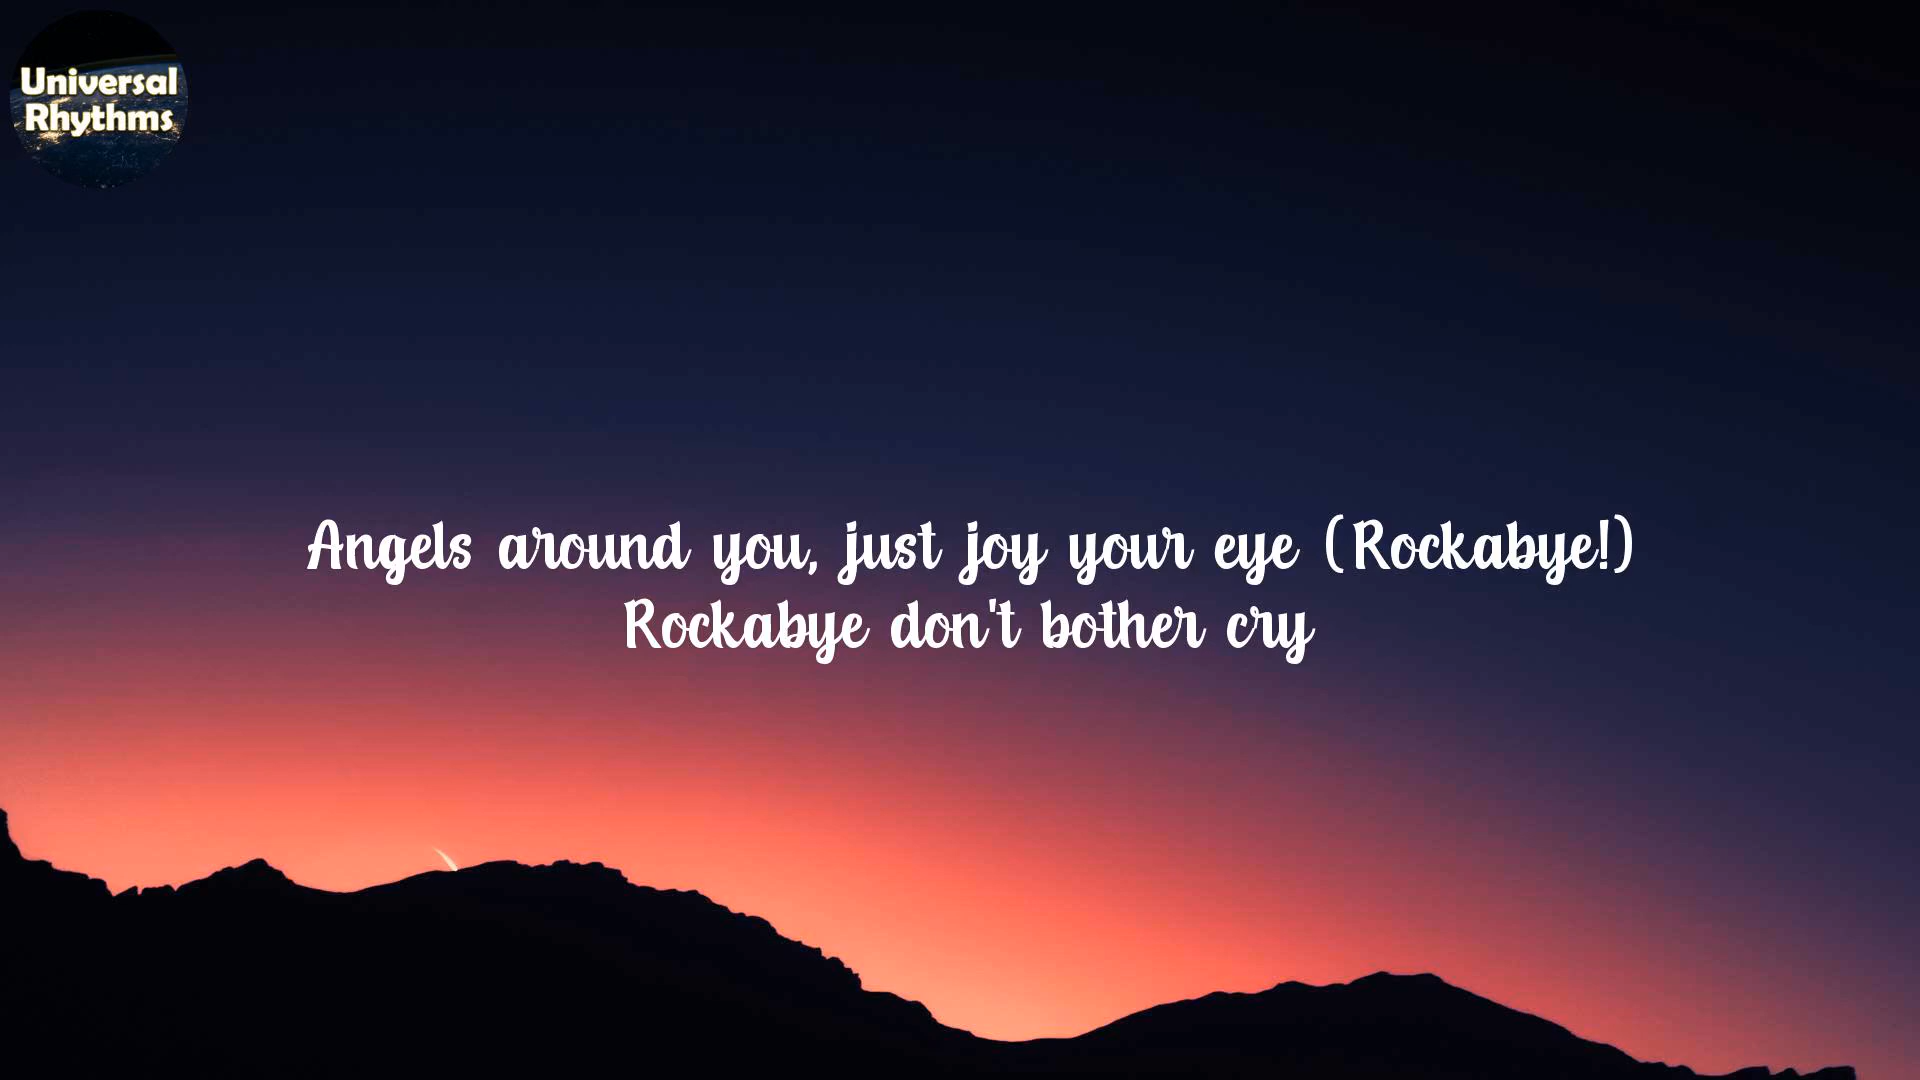 Universal
Rhythms
Angels around you, just joy your eye (Rockabye!)
Rockabye don't bother cry